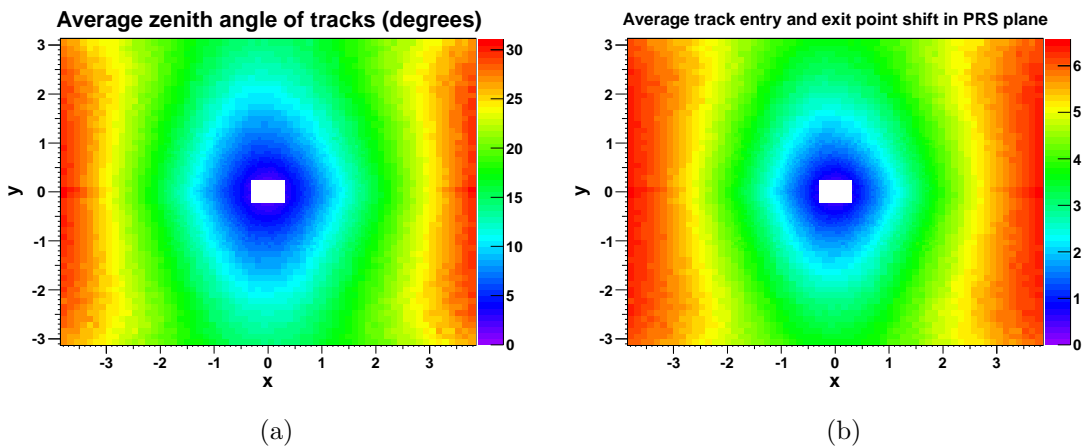 Average zenith angle of tracks (degrees)
y
3
2
1
0
-1
-2
-3
-3 -2 -1 0 1 2 3
x
30
25
20
15
10
5
0
(a)
Average track entry and exit point shift in PRS plane
y
3
2
1
0
-1
-2
-3
-3 -2 -1 0 1 2 3
x
6
5
4
3
2
1
0
(b)